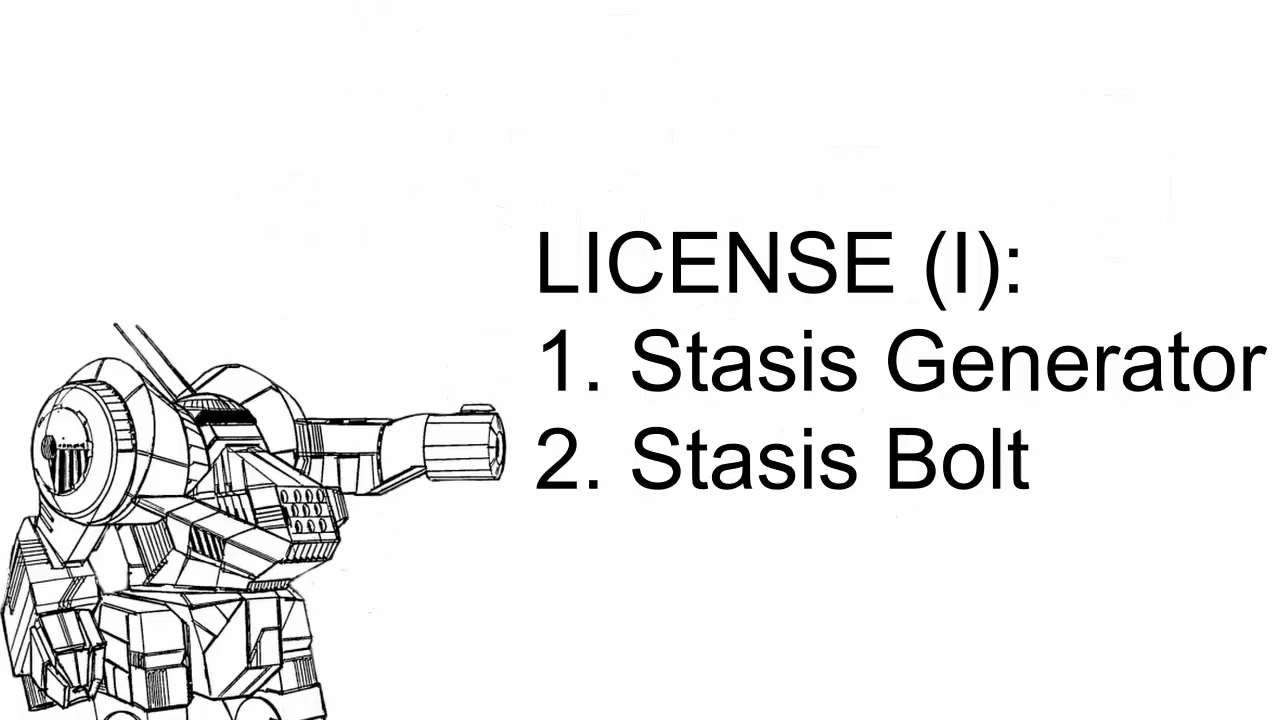 LICENSE (I):
1. Stasis Generator
2. Stasis Bolt